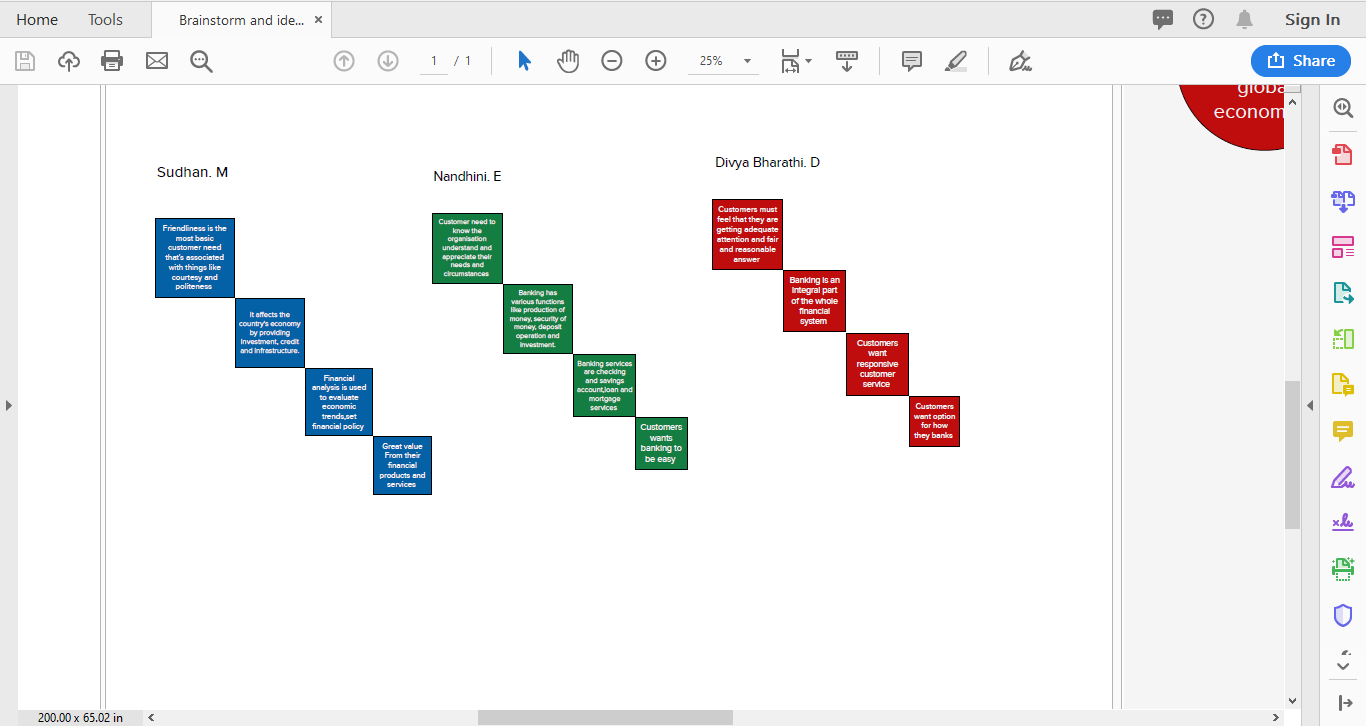 Home
Tools
Brainstorm and ide...
Sign In
1 / 1
25%
Share
globa
econom
Sudhan. M
Nandhini. E
Divya Bharathi. D
Friendliness is the
most basic
customer need
that's associated
with things like
courtesy and
politeness
It affects the
country's economy
by providing
investment, credit
and infrastructure.
Financial
analysis is used
to evaluate
economic
trends,set
financial policy
Great value
From their
financial
products and
services
Customer need to
know the
organisation
understand and
appreciate their
needs and
circumstances
Banking has
various functions
like production of
money, security of
money, deposit
operation and
investment.
Banking services
are checking
and savings
account,loan and
mortgage
services
Customers
wants
banking to
be easy
Customers must
feel that they are
getting adequate
attention and fair
and reasonable
answer
Banking is an
integral part
of the whole
financial
system
Customers
want
responsive
customer
service
Customers
want option
for how
they banks
200.00 x 65.02 in